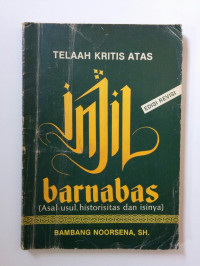 TELAAH KRITIS ATAS
injil
EDISI REVISI
barnabas
(Asal-usul, historisitas dan isinya)
BAMBANG NOORSENA, SH.